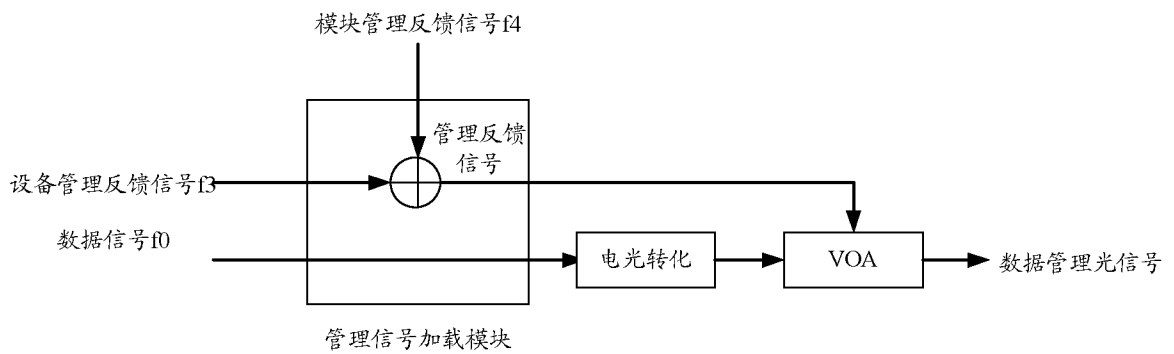 模块管理反馈信号f4
管理反馈
信号
设备管理反馈信号f3
数据信号f0
电光转化
VOA
数据管理光信号
管理信号加载模块